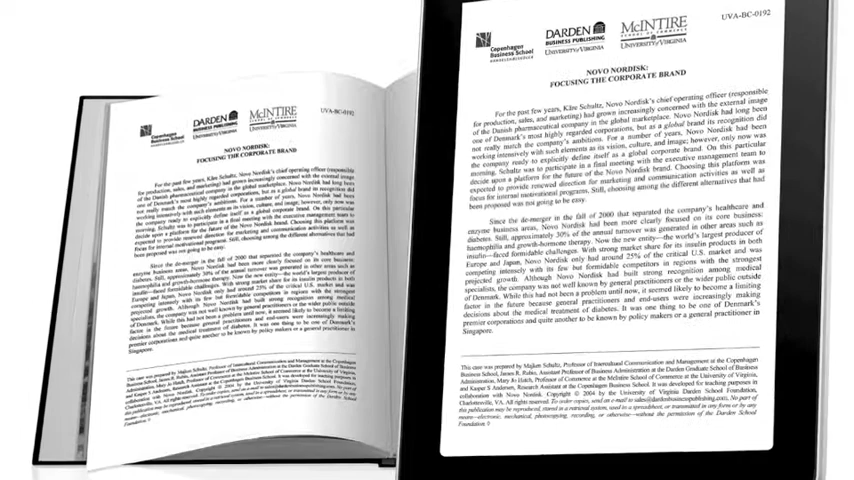 Copenhagen
Business School
HANDELSHØJSKOLEN
DARDEN
BUSINESS PUBLISHING
UNIVERSITY of VIRGINIA
McINTIRE
SCHOOL OF COMMERCE
UNIVERSITY of VIRGINIA
UVA-BC-0192
NOVO NORDISK:
FOCUSING THE CORPORATE BRAND
For the past few years, Kåre Schultz, Novo Nordisk's chief operating officer (responsible
for production, sales, and marketing) had grown increasingly concerned with the external image
of the Danish pharmaceutical company in the global marketplace. Novo Nordisk had long been
one of Denmark's most highly regarded corporations, but as a global brand its recognition did
not really match the company's ambitions. For a number of years, Novo Nordisk had been
working intensively with such elements as its vision, culture, and image; however, only now was
the company ready to explicitly define itself as a global corporate brand. On this particular
morning, Schultz was to participate in a final meeting with the executive management team to
decide upon a platform for the future of the Novo Nordisk brand. Choosing this platform was
expected to provide renewed direction for marketing and communication activities as well as
focus for internal motivational programs. Still, choosing among the different alternatives that had
been proposed was not going to be easy.
Since the de-merger in the fall of 2000 that separated the company's healthcare and
enzyme business areas, Novo Nordisk had been more clearly focused on its core business:
diabetes. Still, approximately 30% of the annual turnover was generated in other areas such as
haemophilia and growth-hormone therapy. Now the new entity—the world's largest producer of
insulin—faced formidable challenges. With strong market share for its insulin products in both
Europe and Japan, Novo Nordisk only had around 25% of the critical U.S. market and was
competing intensely with its few but formidable competitors in regions with the strongest
projected growth. Although Novo Nordisk had built strong recognition among medical
specialists, the company was not well known by general practitioners or the wider public outside
of Denmark. While this had not been a problem until now, it seemed likely to become a limiting
factor in the future because general practitioners and end-users were increasingly making
decisions about the medical treatment of diabetes. It was one thing to be one of Denmark's
premier corporations and quite another to be known by policy makers or a general practitioner in
Singapore.
This case was prepared by Majken Schultz, Professor of Intercultural Communication and Management at the Copenhagen
Business School, James R. Rubin, Assistant Professor of Business Administration at the Darden Graduate School of Business
Administration, Mary Jo Hatch, Professor of Commerce at the McIntire School of Commerce at the University of Virginia,
and Kasper S Andersen, Research Assistant at the Copenhagen Business School. It was developed for teaching purposes in
collaboration with Novo Nordisk. Copyright © 2004 by the University of Virginia Darden School Foundation,
Charlottesville, VA. All rights reserved. To order copies, send an e-mail to sales@dardenbusinesspublishing.com. No part of
this publication may be reproduced, stored in a retrieval system, used in a spreadsheet, or transmitted in any form or by any
means—electronic, mechanical, photocopying, recording, or otherwise—without the permission of the Darden School
Foundation. ◊